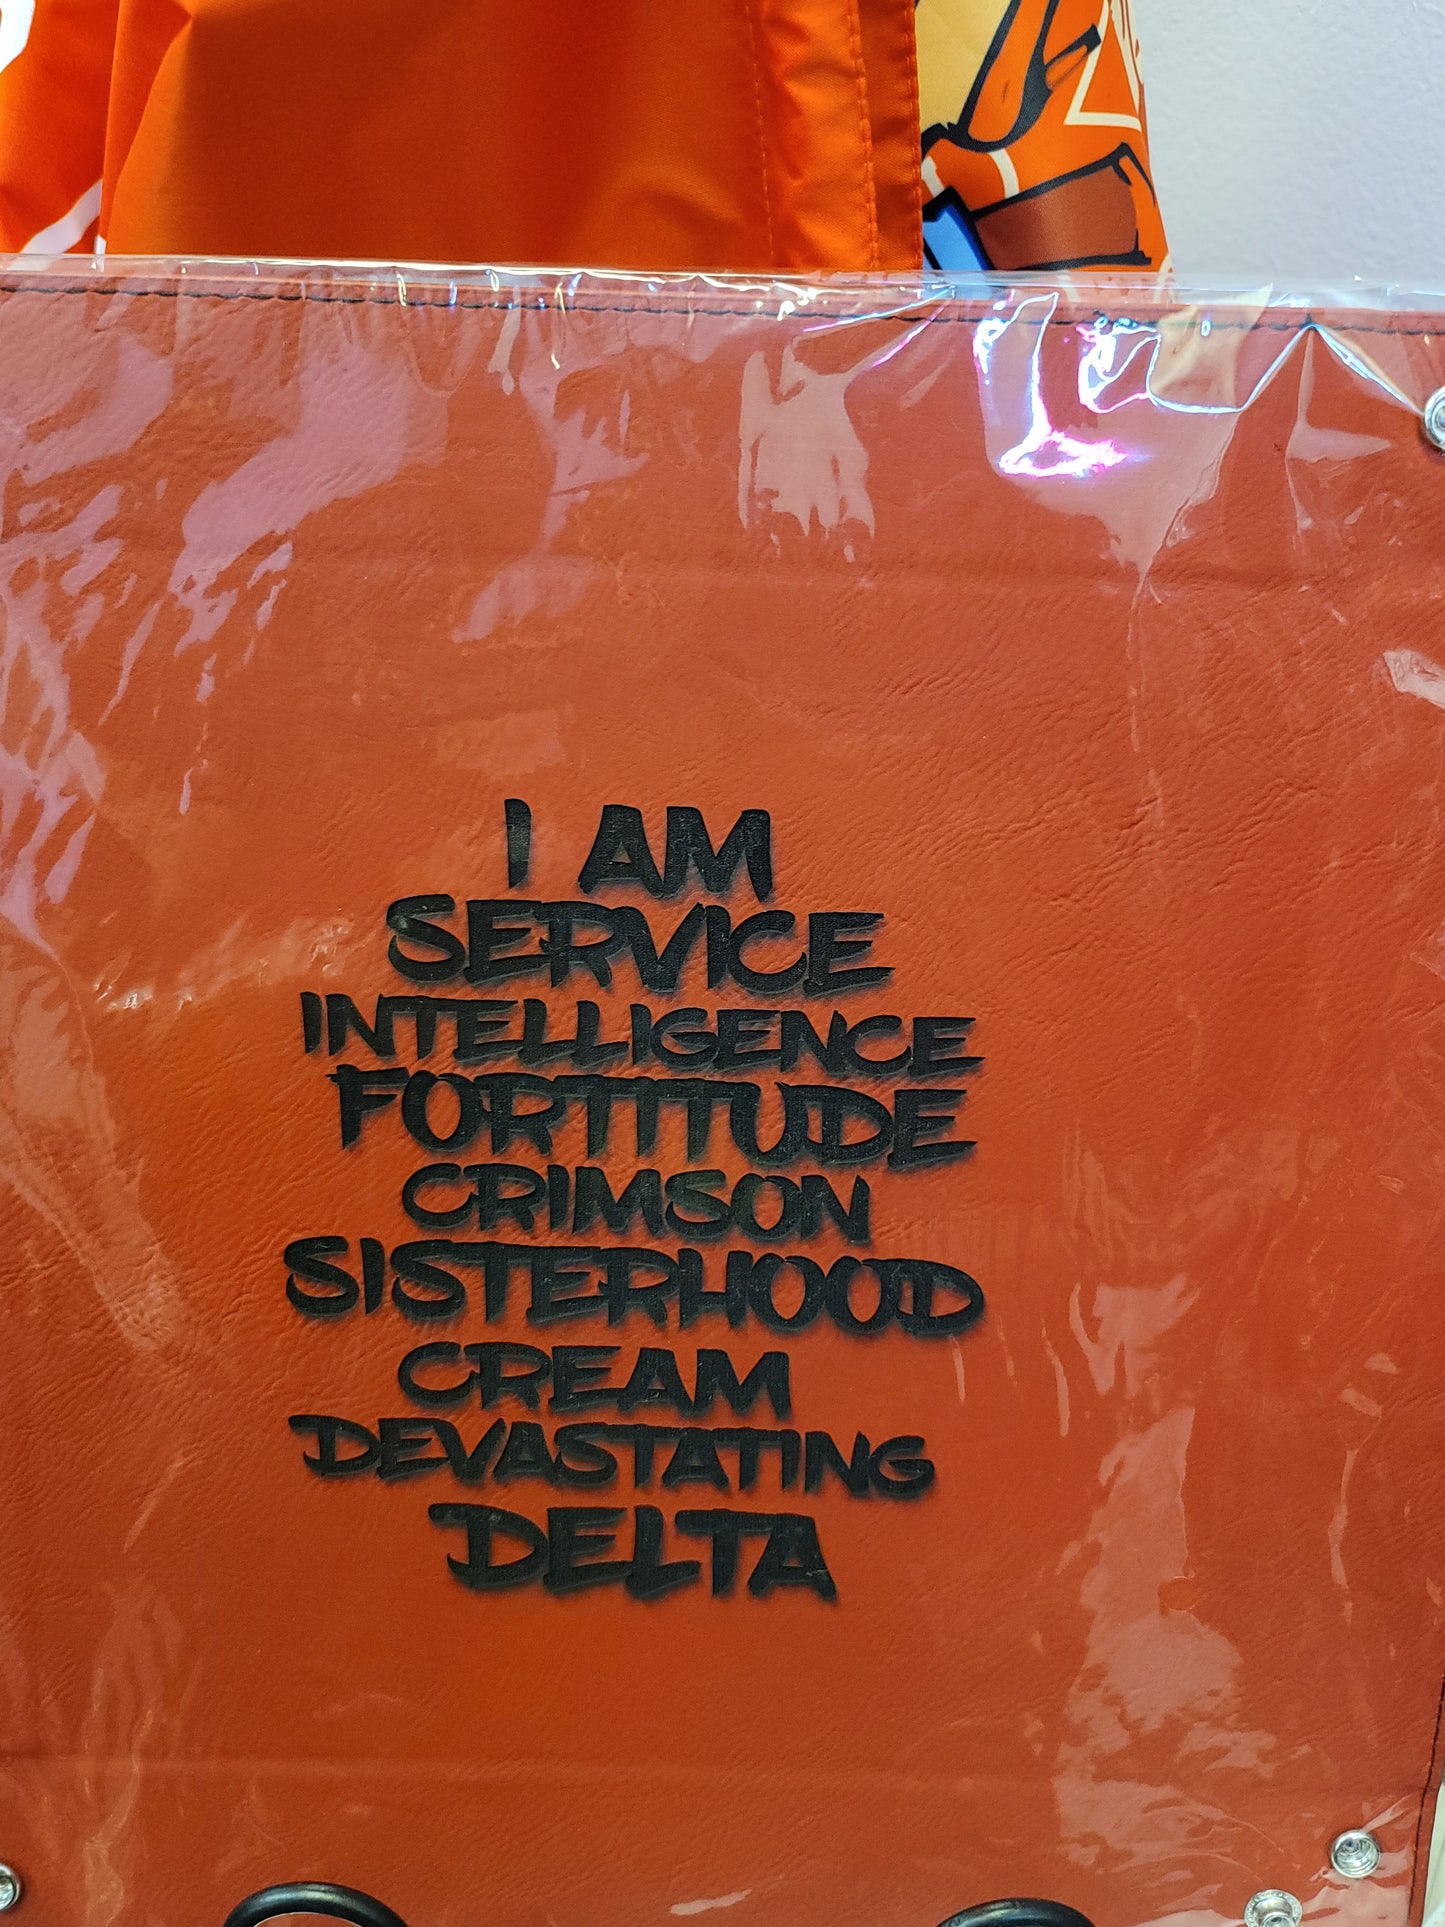 I AM
SERVICE
INTELLIGENCE
FORTITUDE
CRIMSON
SISTERHOOD
CREAM
DEVASTATING
DELTA